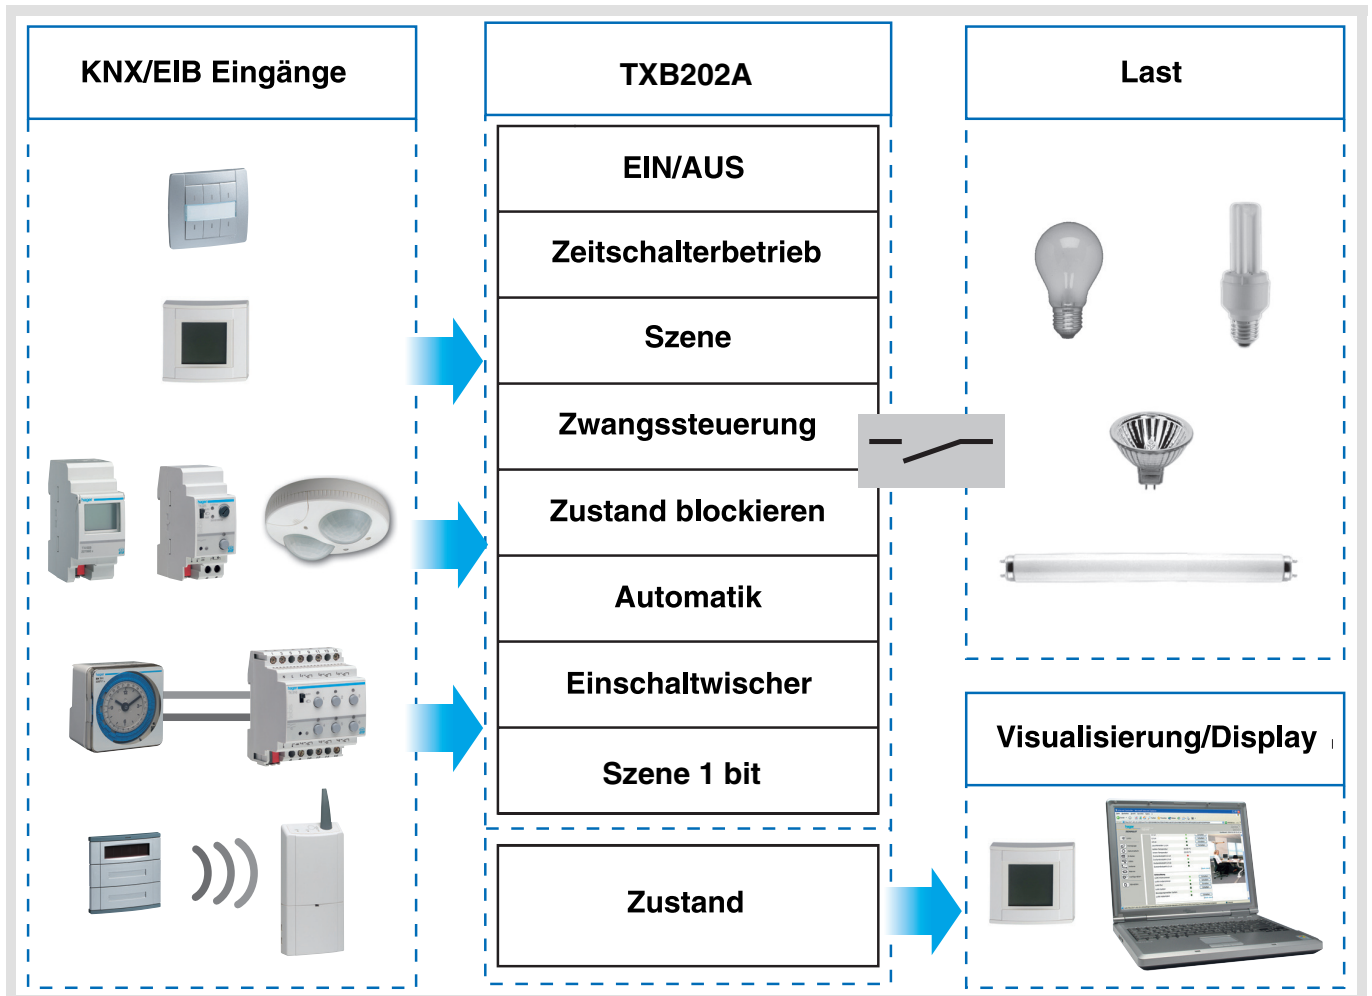 KNX/EIB Eingänge
TXB202A
Last
EIN/AUS
Zeitschalterbetrieb
Szene
Zwangssteuerung
Zustand blockieren
Automatik
Einschaltwischer
Szene 1 bit
Zustand
Visualisierung/Display